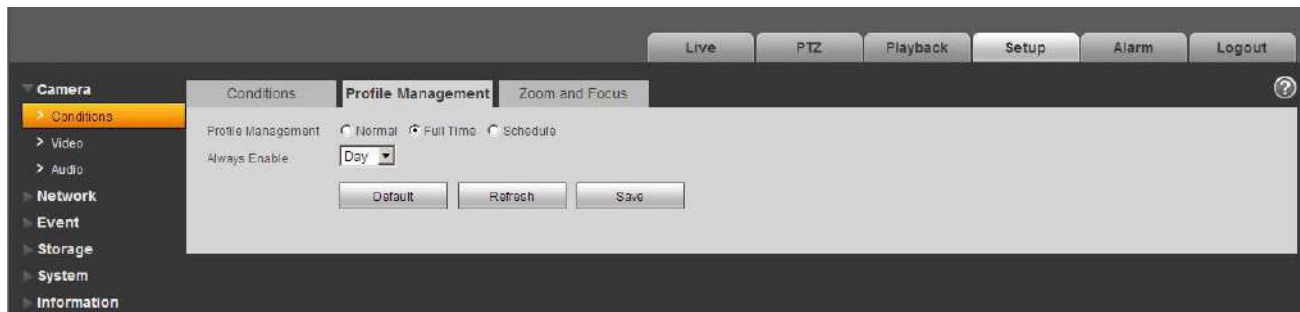 Live PTZ Playback Setup Alarm Logout
Camera
Conditions
Video
Audio
Network
Event
Storage
System
Information
Conditions Profile Management Zoom and Focus
Profile Management Normal Full Time Schedule
Always Enable Day
Default Refresh Save
?